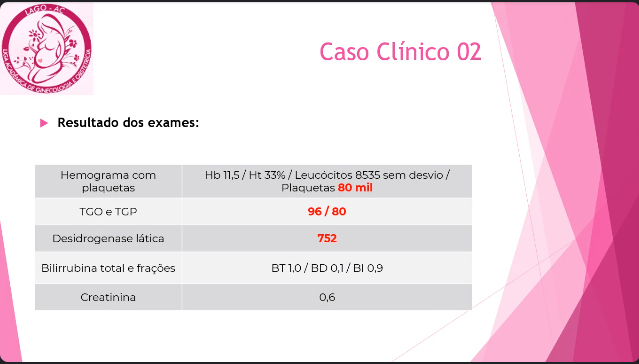 LAGO - AC
LIGA ACADÊMICA DE GINECOLOGIA E OBSTETRÍCIA
Caso Clínico 02
Resultado dos exames:
Hemograma com
plaquetas
Hb 11,5 / Ht 33% / Leucócitos 8535 sem desvio /
Plaquetas 80 mil
TGO e TGP
96 / 80
Desidrogenase lática
752
Bilirrubina total e frações
BT 1,0 / BD 0,1 / BI 0,9
Creatinina
0,6